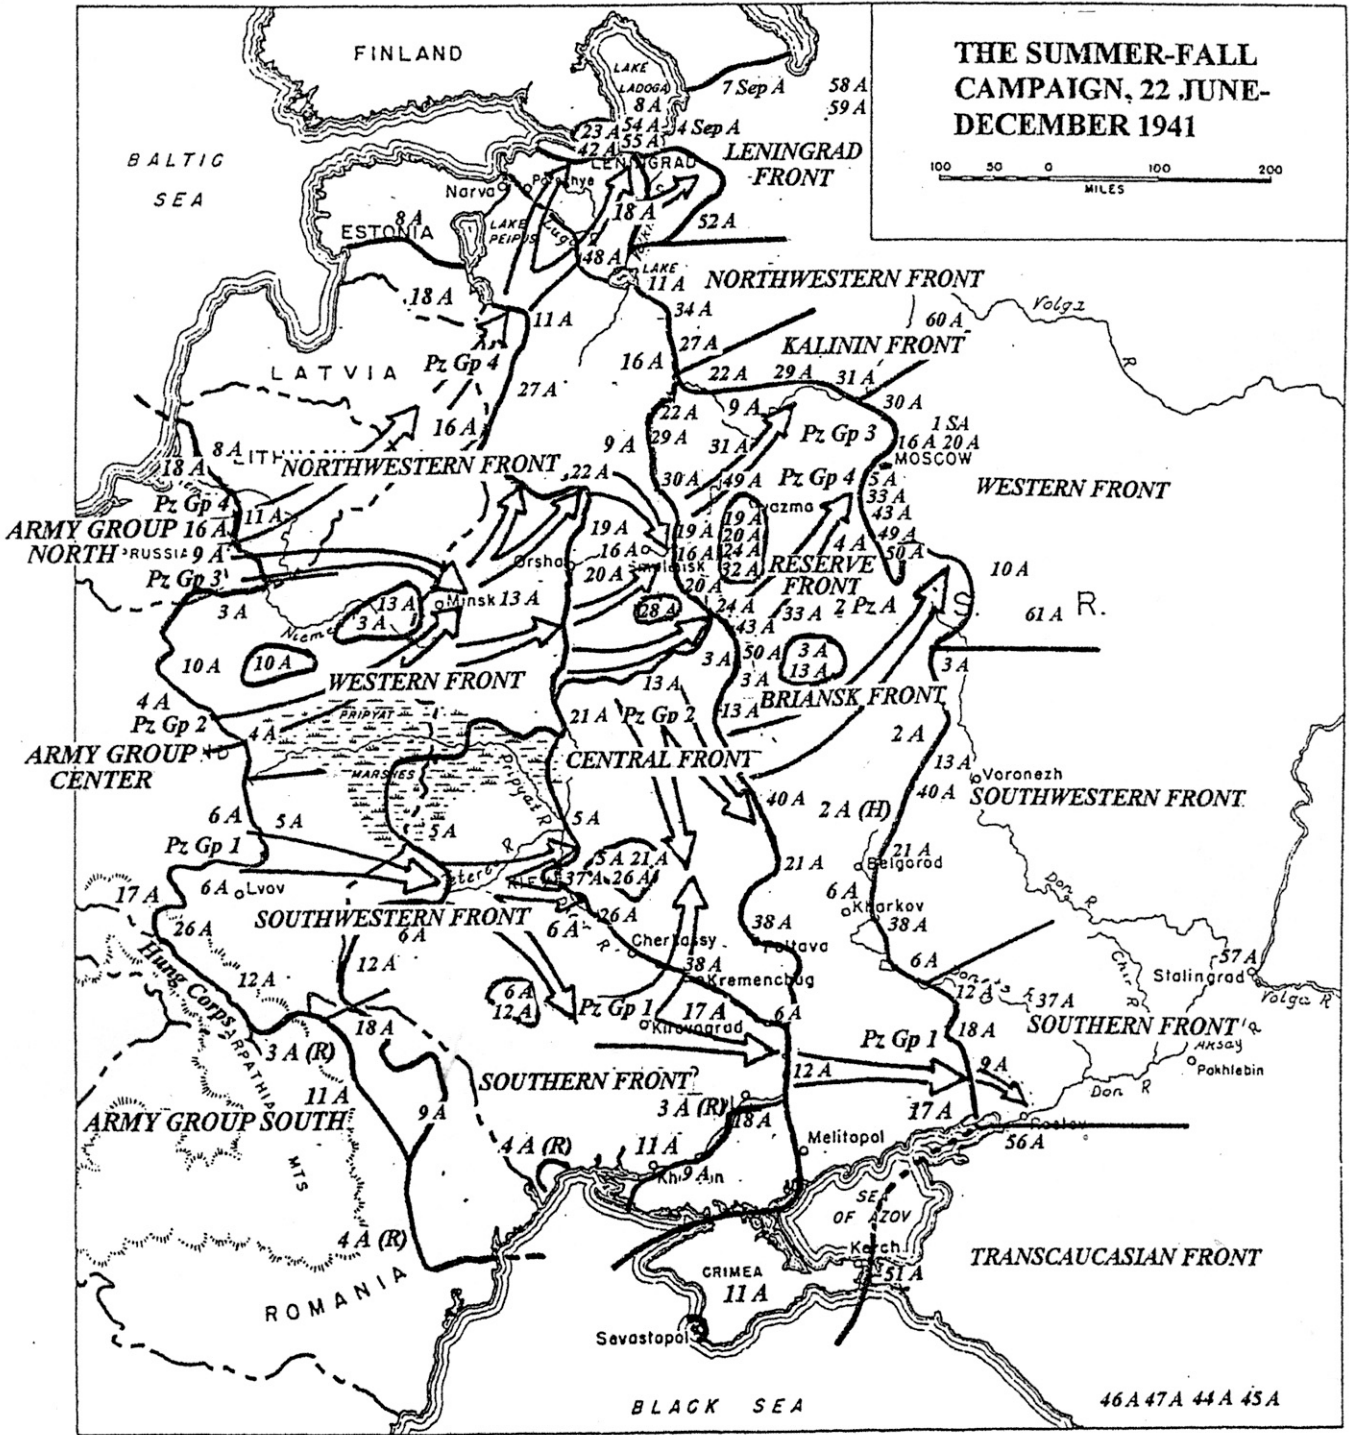 THE SUMMER-FALL
CAMPAIGN, 22 JUNE-
DECEMBER 1941
100 50 0 100 200
MILES
FINLAND
LAKE
LADOGA
8 A
7 Sep A
58 A
59 A
23 A
54 A
4 Sep A
42 A
55 A
LENINGRAD
LENINGRAD
FRONT
BALTIC
SEA
Narva
8 A
ESTONIA
LAKE
PEIPUS
18 A
52 A
48 A
LAKE
11 A
NORTHWESTERN FRONT
18 A
11 A
34 A
Volga
R
60 A
27 A
KALININ FRONT
Pz Gp 4
16 A
LATVIA
22 A
29 A
31 A
27 A
30 A
22 A
9 A
1 SA
16 A
9 A
29 A
31 A
Pz Gp 3
16 A 20 A
MOSCOW
8 A
18 A
NORTHWESTERN FRONT
22 A
30 A
49 A
Pz Gp 4
5 A
WESTERN FRONT
Pz Gp 4
33 A
11 A
43 A
ARMY GROUP
NORTH
16 A
19 A
19 A
19 A
20 A
49 A
PRUSSIA
9 A
Orsha
16 A
16 A
24 A
4 A
50 A
Pz Gp 3
20 A
32 A
RESERVE
FRONT
10 A
3 A
13 A
3 A
Minsk
13 A
20 A
28 A
24 A
33 A
2 Pz A
S.
61 A
R.
43 A
10 A
10 A
3 A
50 A
3 A
13 A
3 A
3 A
WESTERN FRONT
13 A
BRIANSK FRONT
4 A
Pz Gp 2
PRIPYAT
21 A
Pz Gp 2
13 A
2 A
4 A
ARMY GROUP
CENTER
CENTRAL FRONT
MARSHES
Pripyat R
13 A
Voronezh
40 A
2 A (H)
40 A
SOUTHWESTERN FRONT
6 A
5 A
5 A
5 A
Pz Gp 1
5 A
21 A
21 A
21 A
Belgorod
37 A
26 A
17 A
6 A
Lvov
6 A
Kharkov
Don
R
26 A
SOUTHWESTERN FRONT
26 A
38 A
38 A
6 A
6 A
Cherkassy
Poltava
Hung Corps
12 A
12 A
38 A
Kremenchug
6 A
57 A
Stalingrad
6 A
12 A
Pz Gp 1
17 A
12 A
37 A
Volga R
Chir
R
Kirovograd
6 A
18 A
18 A
SOUTHERN FRONT
3 A (R)
Pz Gp 1
Aksay
Pokhlebin
11 A
SOUTHERN FRONT
12 A
9 A
Don R
ARMY GROUP SOUTH
9 A
3 A (R)
18 A
17 A
56 A
4 A (R)
11 A
Melitopol
MTS
9 A
SEA
OF AZOV
4 A (R)
Kerch
TRANSCAUCASIAN FRONT
CRIMEA
11 A
51 A
ROMANIA
Savastopol
BLACK SEA
46 A 47 A 44 A 45 A